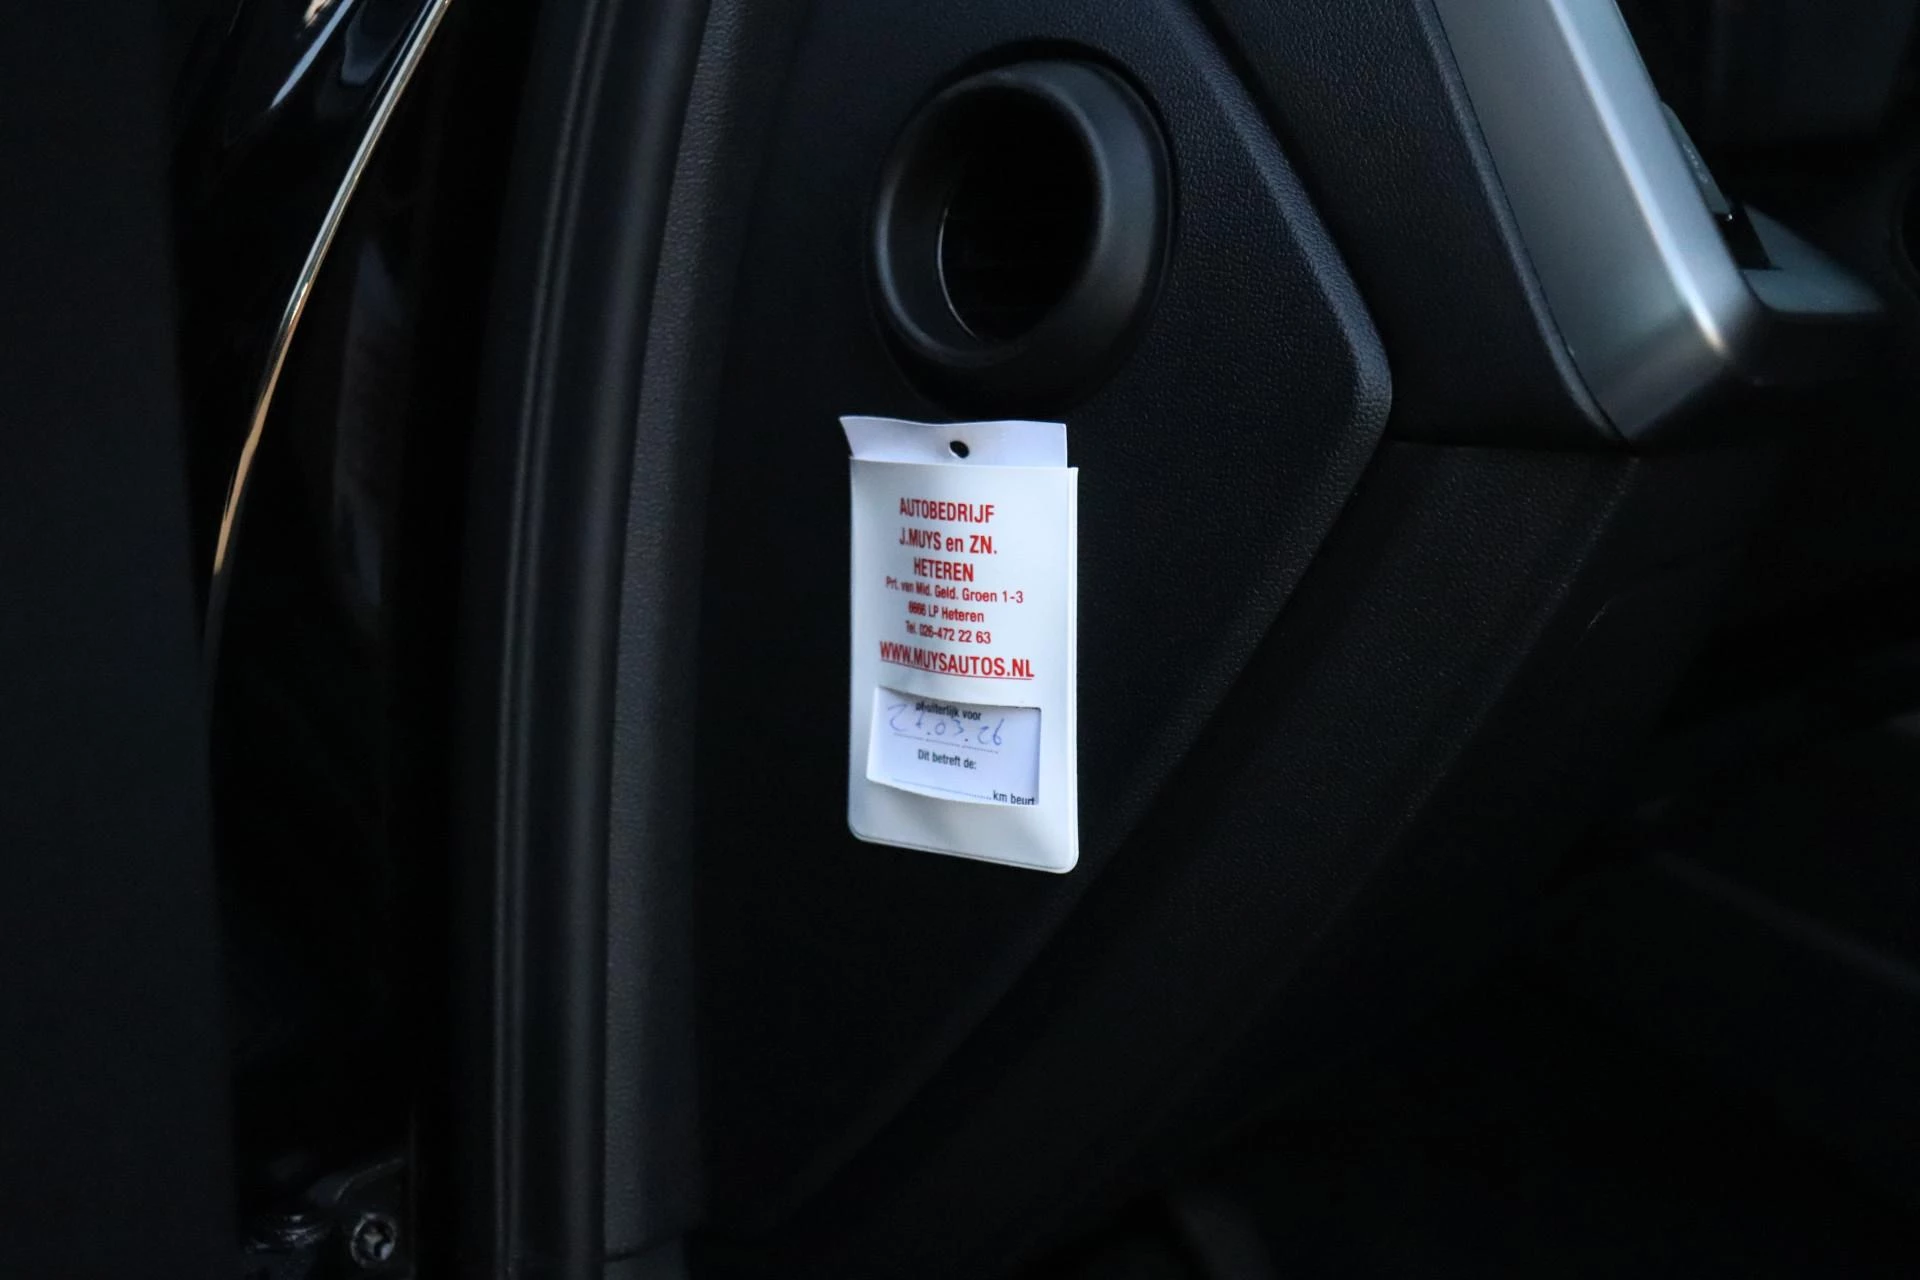 AUTOBEDRIJF
J.MUYS en ZN.
HETEREN
Prt. van Mid. Geld. Groen 1-3
6666 LP Heteren
Tel. 026-472 22 63
WWW.MUYSAUTOS.NL
of uiterlijk voor
.03.26
Dit betreft de:
....................km beurt